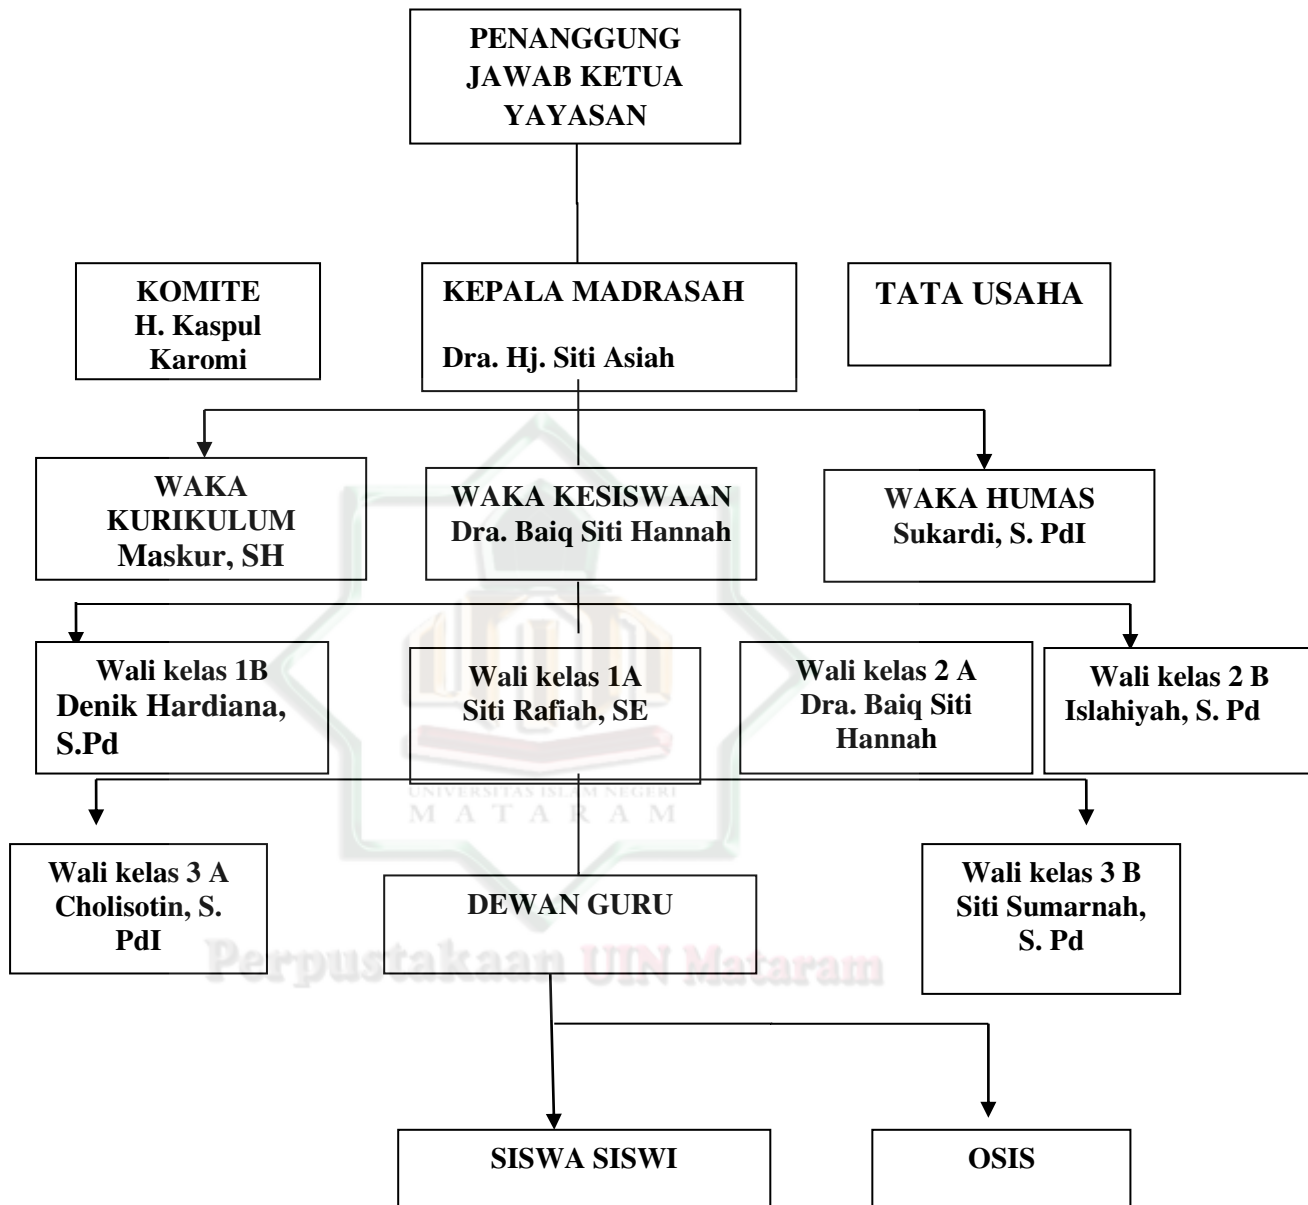 PENANGGUNG
JAWAB KETUA
YAYASAN
KOMITE
H. Kaspul
Karomi
KEPALA MADRASAH
Dra. Hj. Siti Asiah
TATA USAHA
WAKA
KURIKULUM
Maskur, SH
WAKA KESISWAAN
Dra. Baiq Siti Hannah
WAKA HUMAS
Sukardi, S. PdI
Wali kelas 1B
Denik Hardiana,
S.Pd
Wali kelas 1A
Siti Rafiah, SE
Wali kelas 2 A
Dra. Baiq Siti
Hannah
Wali kelas 2 B
Islahiyah, S. Pd
UNIVERSITAS ISLAM NEGERI
MATARAM
Wali kelas 3 A
Cholisotin, S.
PdI
DEWAN GURU
Wali kelas 3 B
Siti Sumarnah,
S. Pd
Perpustakaan UIN Mataram
SISWA SISWI
OSIS